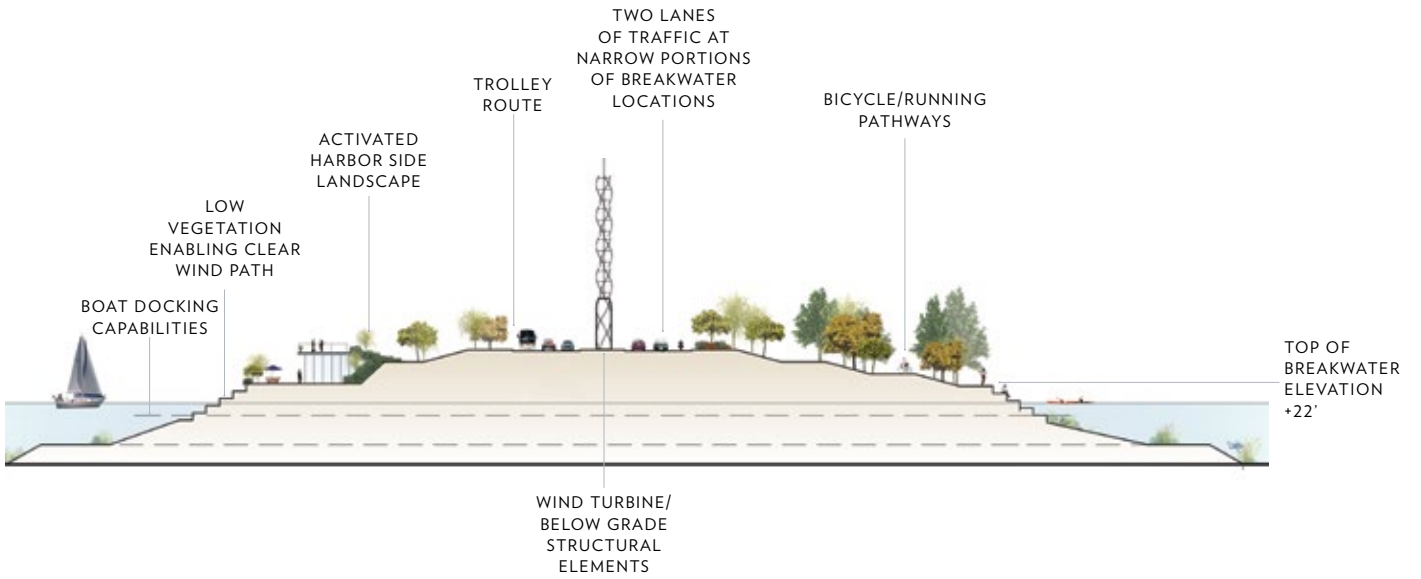 TWO LANES
OF TRAFFIC AT
NARROW PORTIONS
OF BREAKWATER
LOCATIONS
TROLLEY
ROUTE
BICYCLE/RUNNING
PATHWAYS
ACTIVATED
HARBOR SIDE
LANDSCAPE
LOW
VEGETATION
ENABLING CLEAR
WIND PATH
BOAT DOCKING
CAPABILITIES
TOP OF
BREAKWATER
ELEVATION
+22'
WIND TURBINE/
BELOW GRADE
STRUCTURAL
ELEMENTS